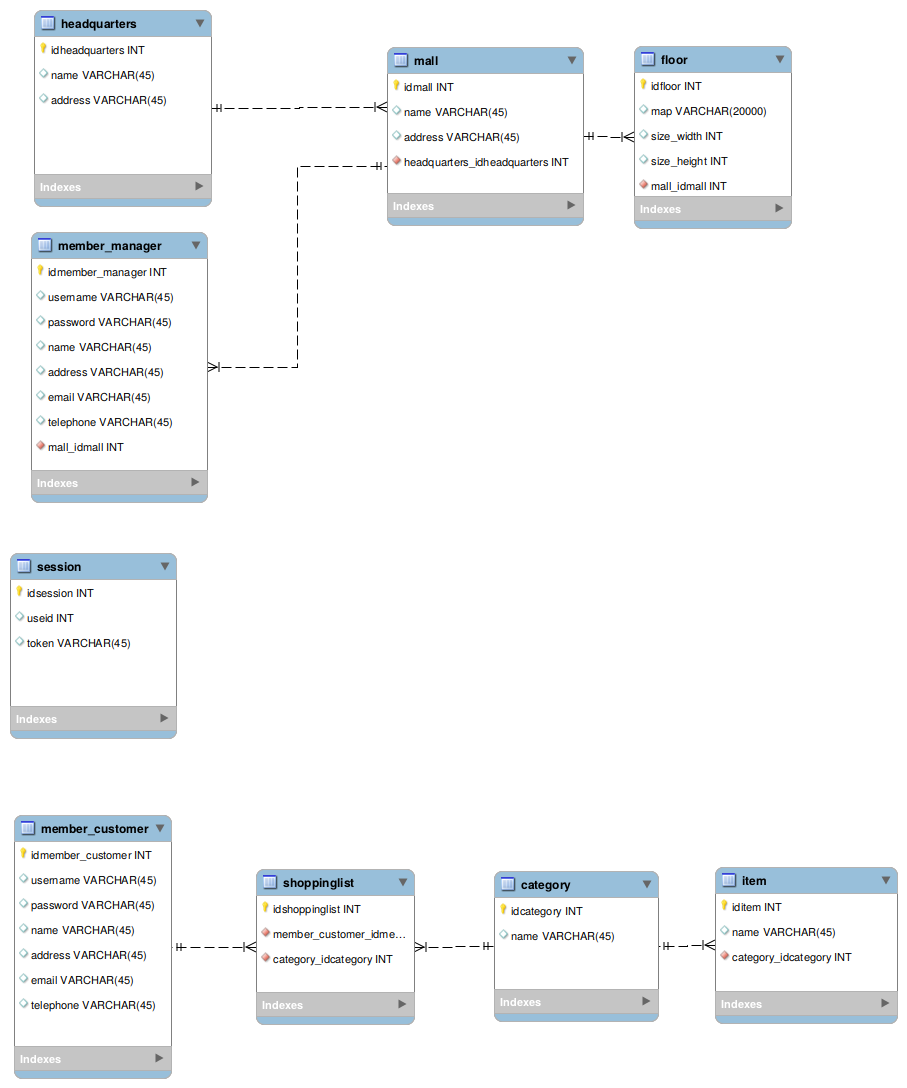 headquarters
idheadquarters INT
name VARCHAR(45)
address VARCHAR(45)
Indexes
mall
idmall INT
name VARCHAR(45)
address VARCHAR(45)
headquarters_idheadquarters INT
Indexes
floor
idfloor INT
map VARCHAR(20000)
size_width INT
size_height INT
mall_idmall INT
Indexes
member_manager
idmember_manager INT
username VARCHAR(45)
password VARCHAR(45)
name VARCHAR(45)
address VARCHAR(45)
email VARCHAR(45)
telephone VARCHAR(45)
mall_idmall INT
Indexes
session
idsession INT
useid INT
token VARCHAR(45)
Indexes
member_customer
idmember_customer INT
username VARCHAR(45)
password VARCHAR(45)
name VARCHAR(45)
address VARCHAR(45)
email VARCHAR(45)
telephone VARCHAR(45)
Indexes
shoppinglist
idshoppinglist INT
member_customer_idme...
category_idcategory INT
Indexes
category
idcategory INT
name VARCHAR(45)
Indexes
item
iditem INT
name VARCHAR(45)
category_idcategory INT
Indexes